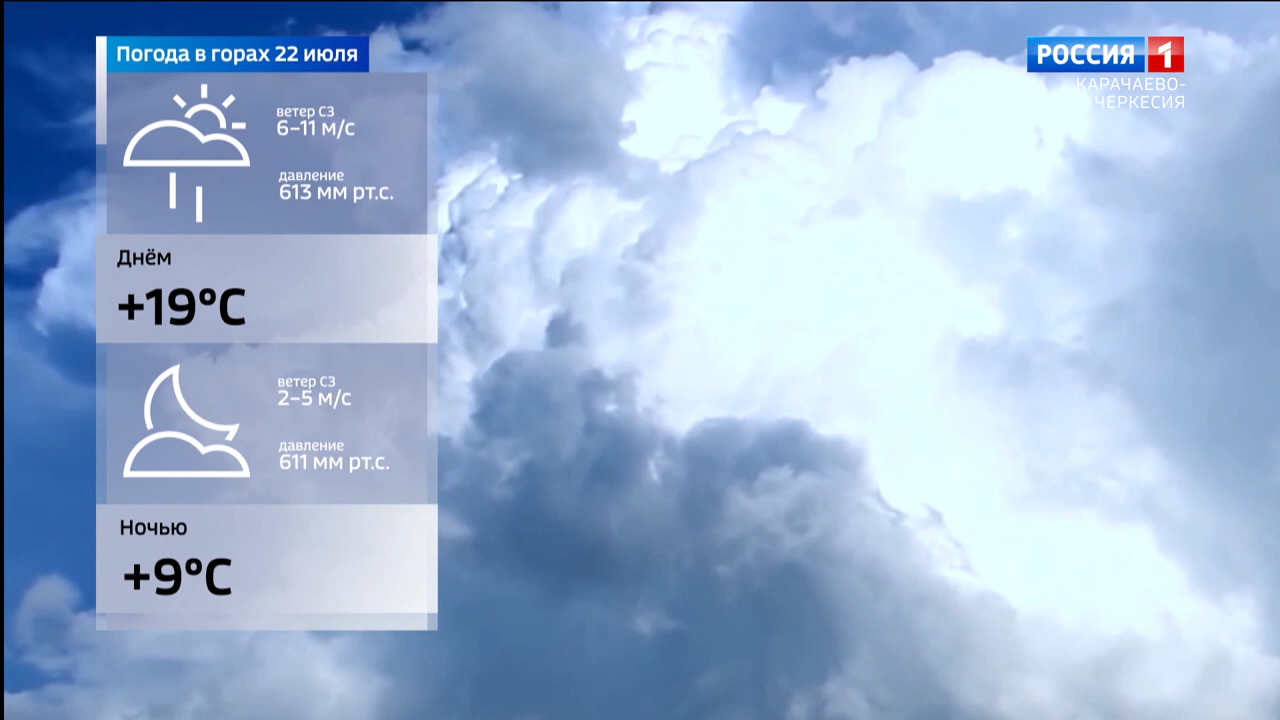 Погода в горах 22 июля
РОССИЯ 1
КАРАЧАЕВО-
ЧЕРКЕСИЯ
ветер СЗ
6-11 м/с
давление
613 мм рт.с.
Днём
+19°C
ветер СЗ
2-5 м/с
давление
611 мм рт.с.
Ночью
+9°C